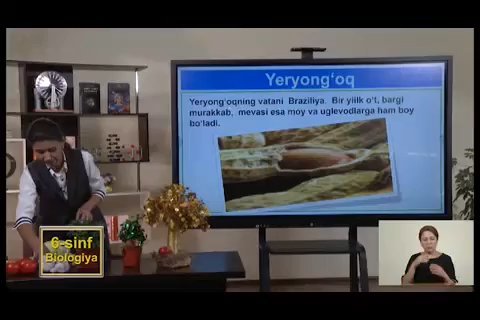 Yeryong‘oq
Yeryong‘oqning vatani Braziliya. Bir yillk o‘t, bargi
murakkab, mevasi esa moy va uglevodlarga ham boy
bo‘ladi.
6-sinf
Biologiya